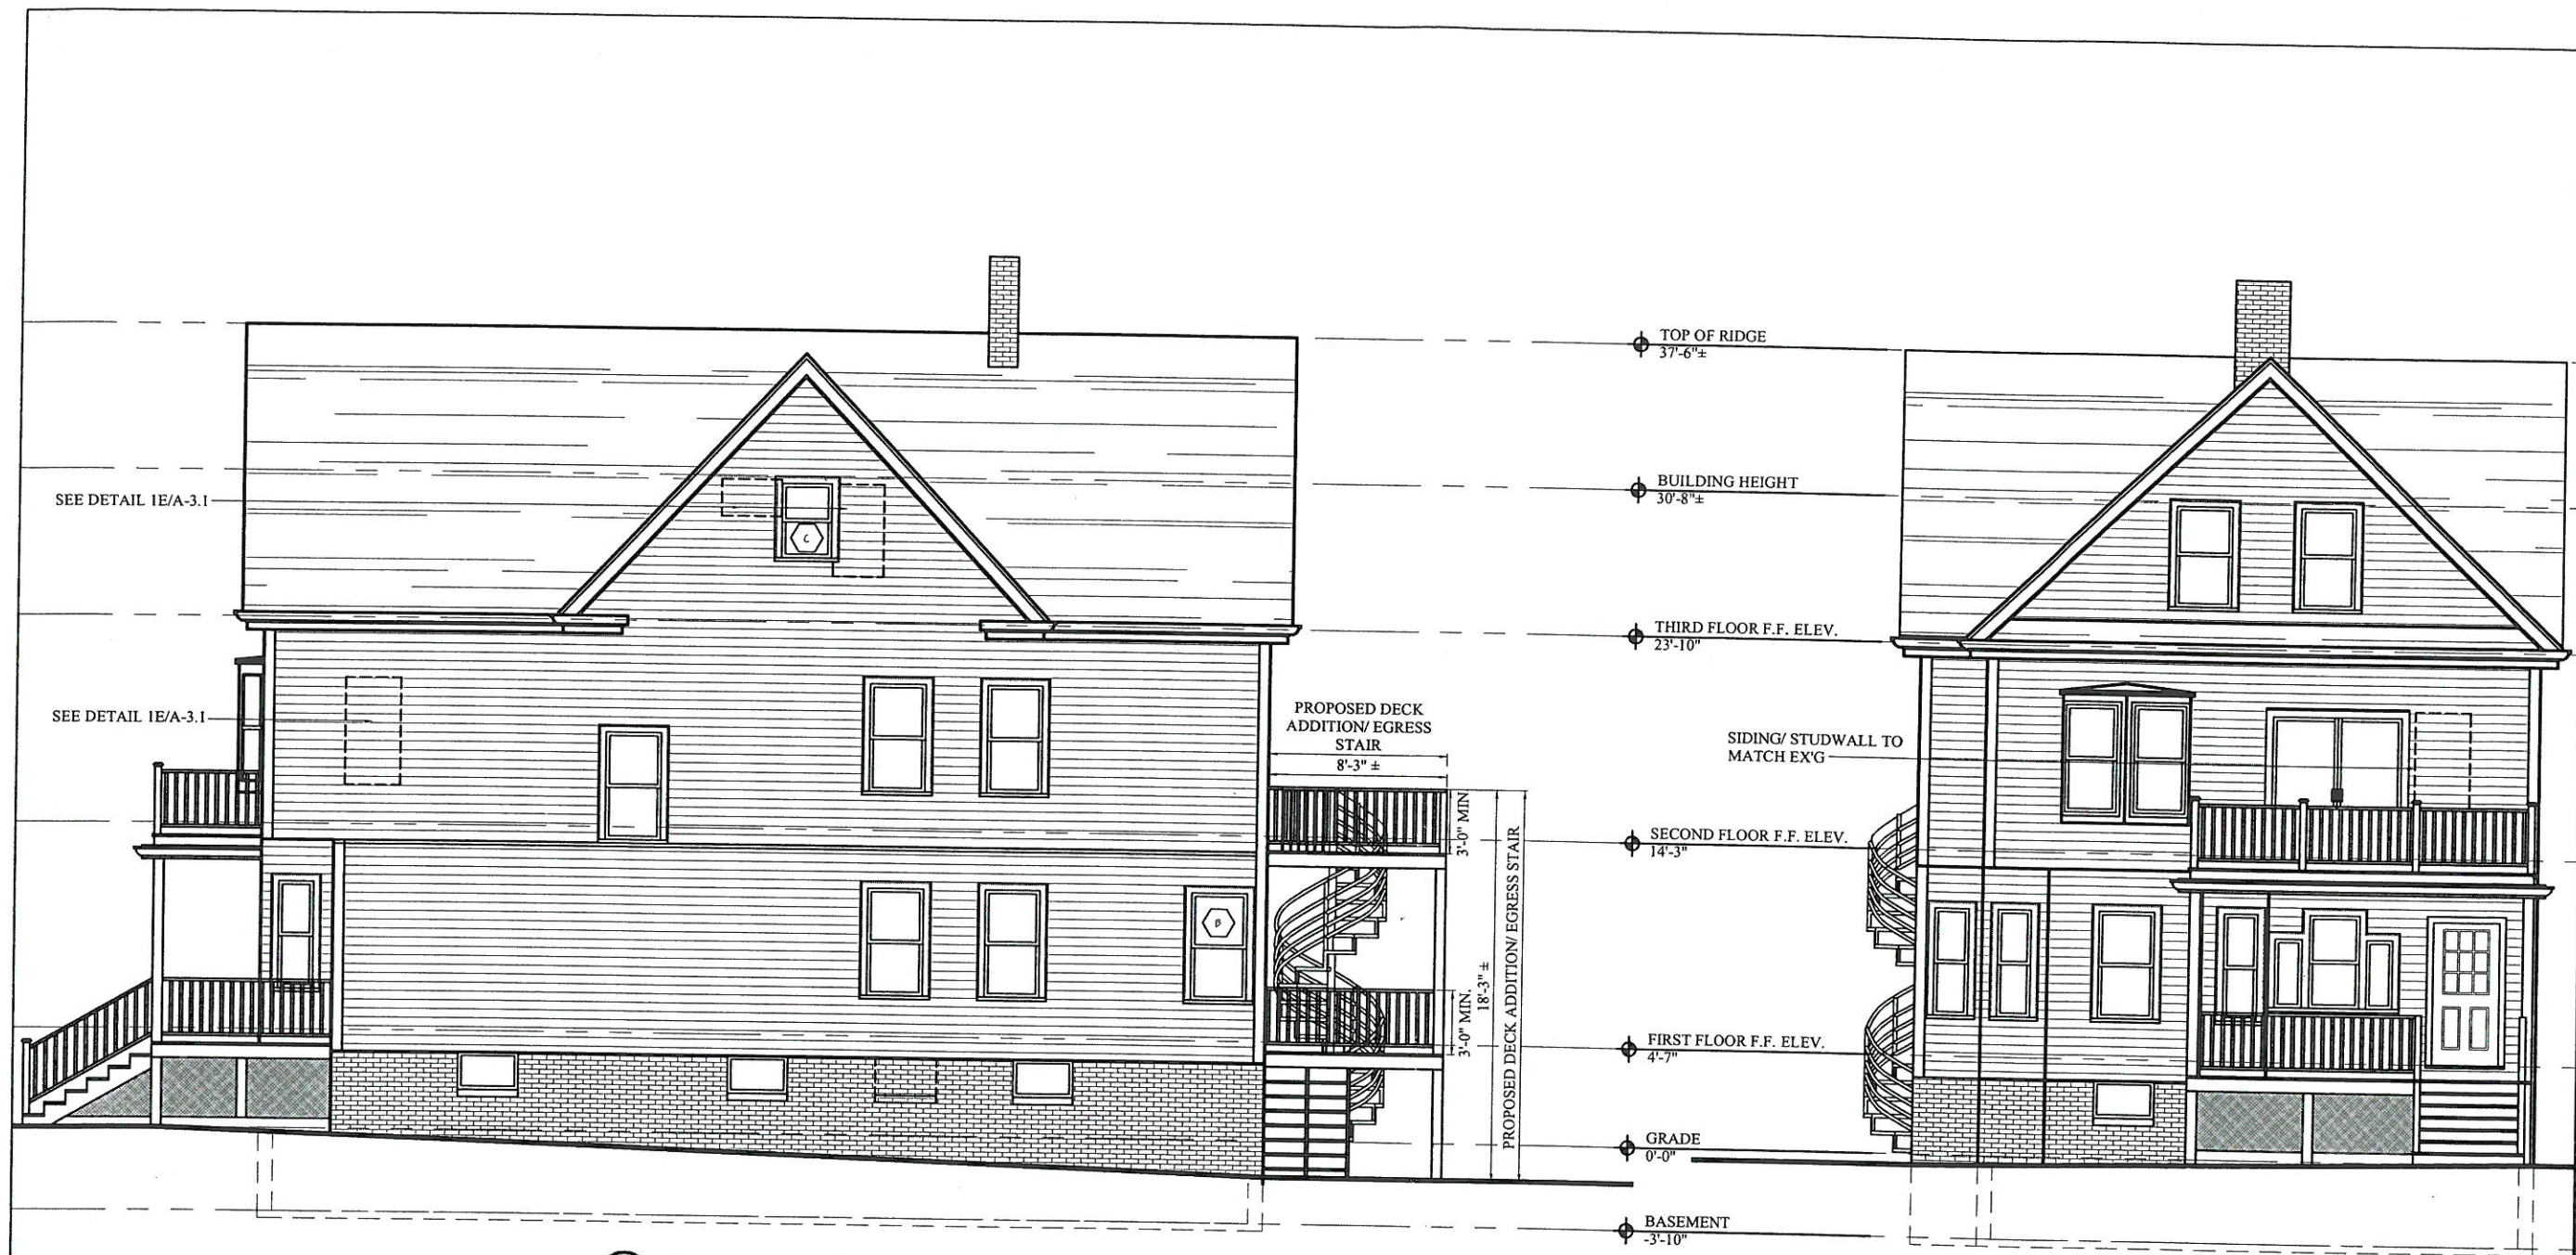 SEE DETAIL 1E/A-3.1
SEE DETAIL 1E/A-3.1
C
B
PROPOSED DECK
ADDITION/ EGRESS
STAIR
8'-3" ±
3'-0" MIN.
3'-0" MIN.
18'-3" ±
PROPOSED DECK ADDITION/ EGRESS STAIR
TOP OF RIDGE
37'-6"±
BUILDING HEIGHT
30'-8"±
THIRD FLOOR F.F. ELEV.
23'-10"
SIDING/ STUDWALL TO
MATCH EX'G
SECOND FLOOR F.F. ELEV.
14'-3"
FIRST FLOOR F.F. ELEV.
4'-7"
GRADE
0'-0"
BASEMENT
-3'-10"